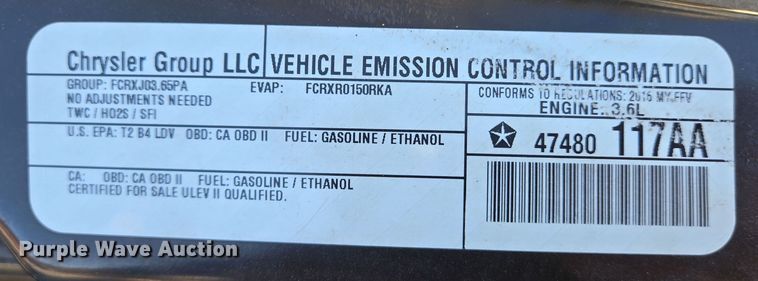 Chrysler Group LLC VEHICLE EMISSION CONTROL INFORMATION
GROUP: FCRXJ03.65PA EVAP: FCRXR0150RKA
NO ADJUSTMENTS NEEDED
TWC / HO2S / SFI
CONFORMS TO REGULATIONS: 2015 MY FFV
ENGINE: 3.6L
U.S. EPA: T2 B4 LDV OBD: CA OBD II FUEL: GASOLINE / ETHANOL
47480 117AA
CA: OBD: CA OBD II FUEL: GASOLINE / ETHANOL
CERTIFIED FOR SALE ULEV II QUALIFIED.
Purple Wave Auction